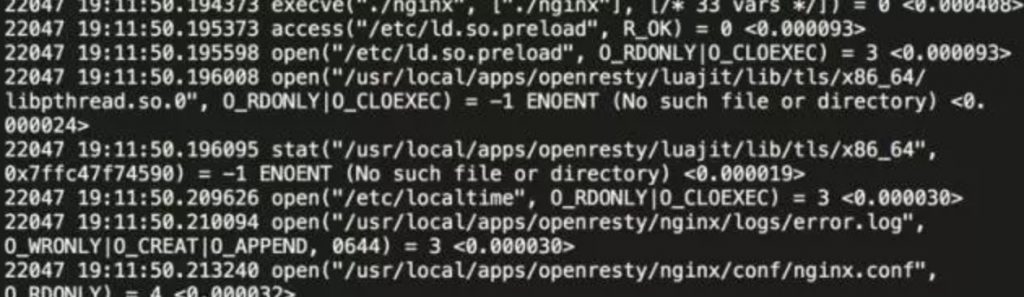 22047 19:11:50.194373 execve("./nginx", ["./nginx"], [/* 33 vars */]) = 0 <0.000408>
22047 19:11:50.195373 access("/etc/ld.so.preload", R_OK) = 0 <0.000093>
22047 19:11:50.195598 open("/etc/ld.so.preload", O_RDONLY|O_CLOEXEC) = 3 <0.000093>
22047 19:11:50.196008 open("/usr/local/apps/openresty/luajit/lib/tls/x86_64/
libpthread.so.0", O_RDONLY|O_CLOEXEC) = -1 ENOENT (No such file or directory) <0.
000024>
22047 19:11:50.196095 stat("/usr/local/apps/openresty/luajit/lib/tls/x86_64",
0x7ffc47f74590) = -1 ENOENT (No such file or directory) <0.000019>
22047 19:11:50.209626 open("/etc/localtime", O_RDONLY|O_CLOEXEC) = 3 <0.000030>
22047 19:11:50.210094 open("/usr/local/apps/openresty/nginx/logs/error.log",
O_WRONLY|O_CREAT|O_APPEND, 0644) = 3 <0.000030>
22047 19:11:50.213240 open("/usr/local/apps/openresty/nginx/conf/nginx.conf",
O_RDONLY) = 4 <0.000032>